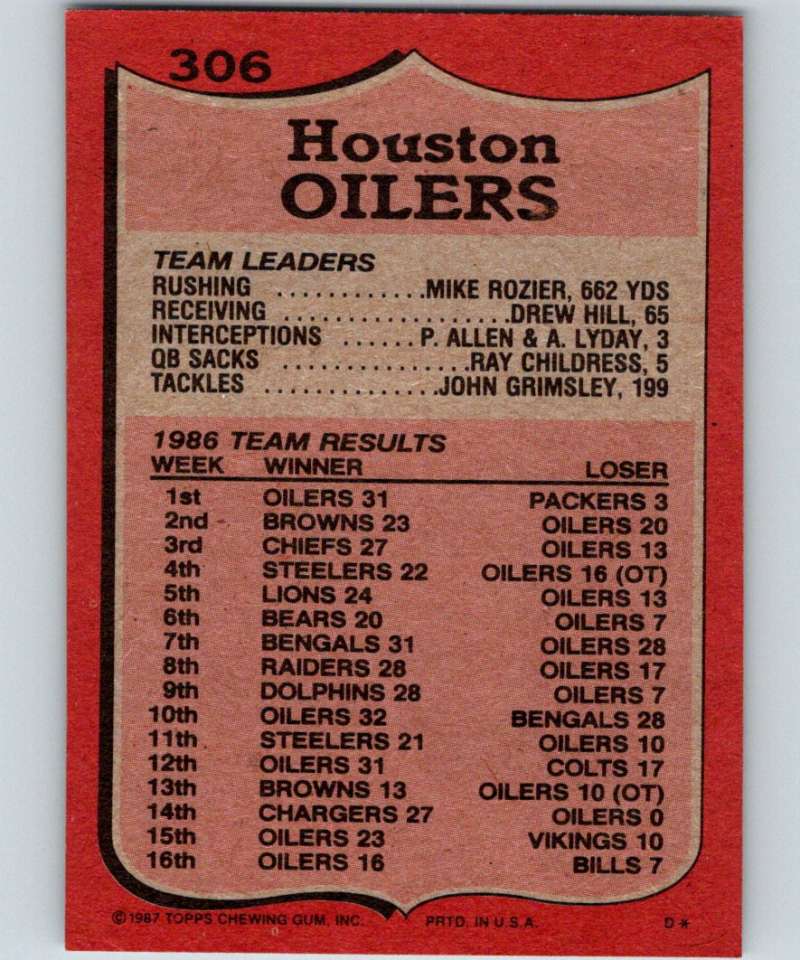 306
Houston
OILERS
TEAM LEADERS
RUSHING ............MIKE ROZIER, 662 YDS
RECEIVING ...................DREW HILL, 65
INTERCEPTIONS ......P. ALLEN & A. LYDAY, 3
QB SACKS ................RAY CHILDRESS, 5
TACKLES ..............JOHN GRIMSLEY, 199
1986 TEAM RESULTS
WEEK WINNER LOSER
1st OILERS 31 PACKERS 3
2nd BROWNS 23 OILERS 20
3rd CHIEFS 27 OILERS 13
4th STEELERS 22 OILERS 16 (OT)
5th LIONS 24 OILERS 13
6th BEARS 20 OILERS 7
7th BENGALS 31 OILERS 28
8th RAIDERS 28 OILERS 17
9th DOLPHINS 28 OILERS 7
10th OILERS 32 BENGALS 28
11th STEELERS 21 OILERS 10
12th OILERS 31 COLTS 17
13th BROWNS 13 OILERS 10 (OT)
14th CHARGERS 27 OILERS 0
15th OILERS 23 VIKINGS 10
16th OILERS 16 BILLS 7
©1987 TOPPS CHEWING GUM, INC. PRTD. IN U.S.A. D*